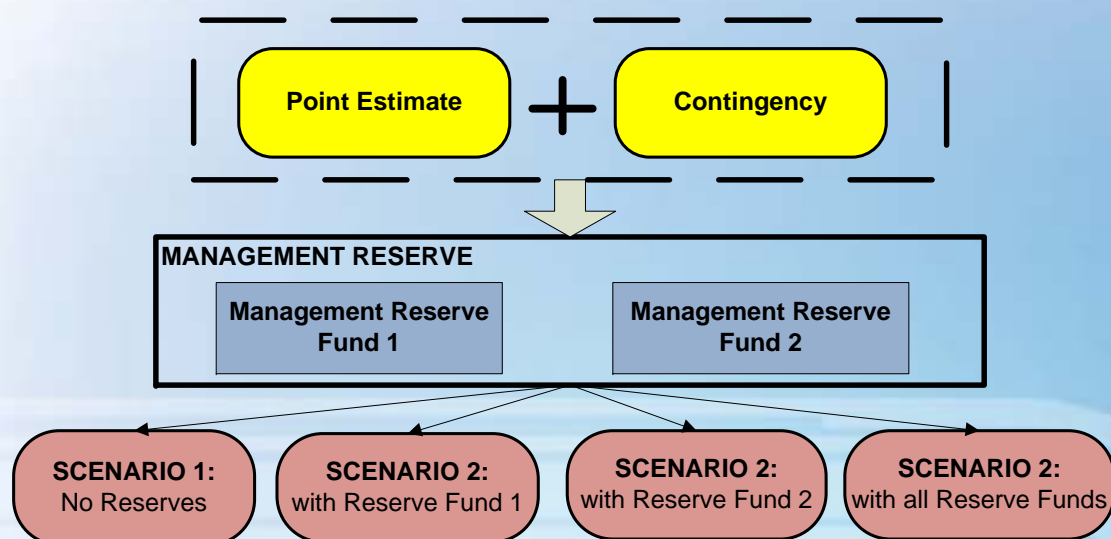 Point Estimate
Contingency
MANAGEMENT RESERVE
Management Reserve
Fund 1
Management Reserve
Fund 2
SCENARIO 1:
No Reserves
SCENARIO 2:
with Reserve Fund 1
SCENARIO 2:
with Reserve Fund 2
SCENARIO 2:
with all Reserve Funds